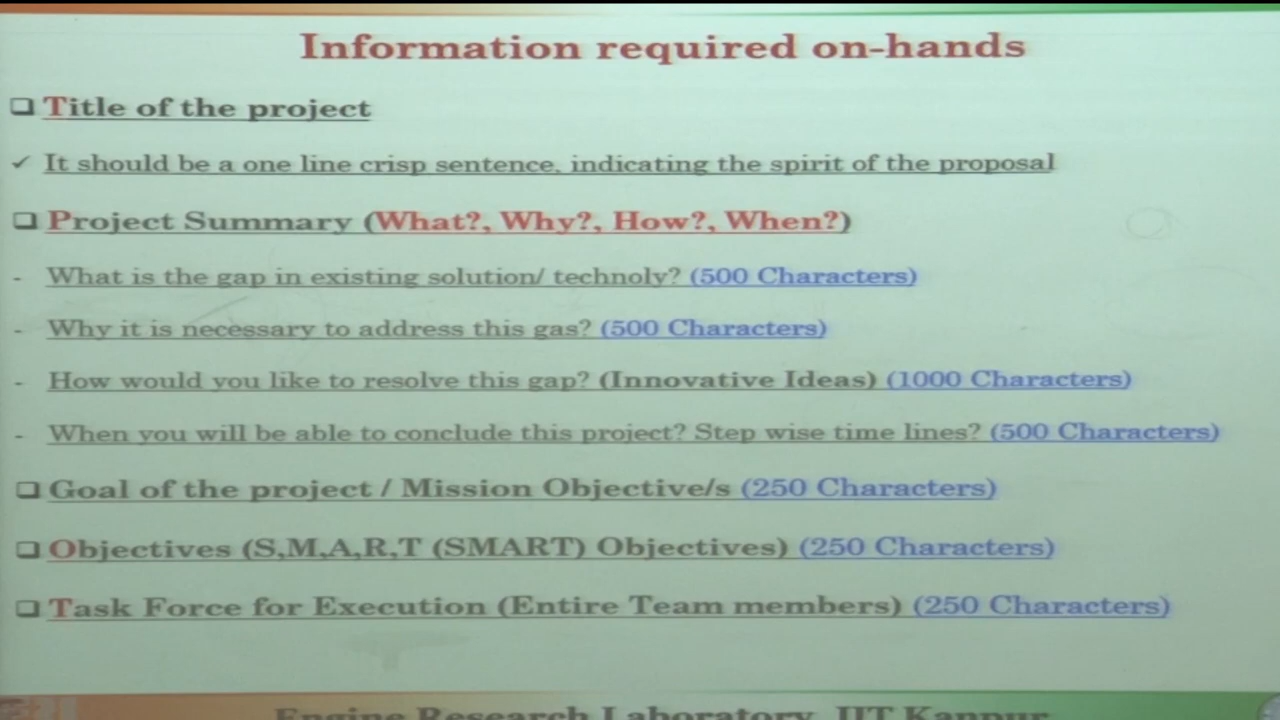 Information required on-hands
❑ Title of the project
✓ It should be a one line crisp sentence, indicating the spirit of the proposal
❑ Project Summary (What?, Why?, How?, When?)
- What is the gap in existing solution/ technoly? (500 Characters)
- Why it is necessary to address this gas? (500 Characters)
- How would you like to resolve this gap? (Innovative Ideas) (1000 Characters)
- When you will be able to conclude this project? Step wise time lines? (500 Characters)
❑ Goal of the project / Mission Objective/s (250 Characters)
❑ Objectives (S,M,A,R,T (SMART) Objectives) (250 Characters)
❑ Task Force for Execution (Entire Team members) (250 Characters)
Engine Research Laboratory, IIT Kanpur